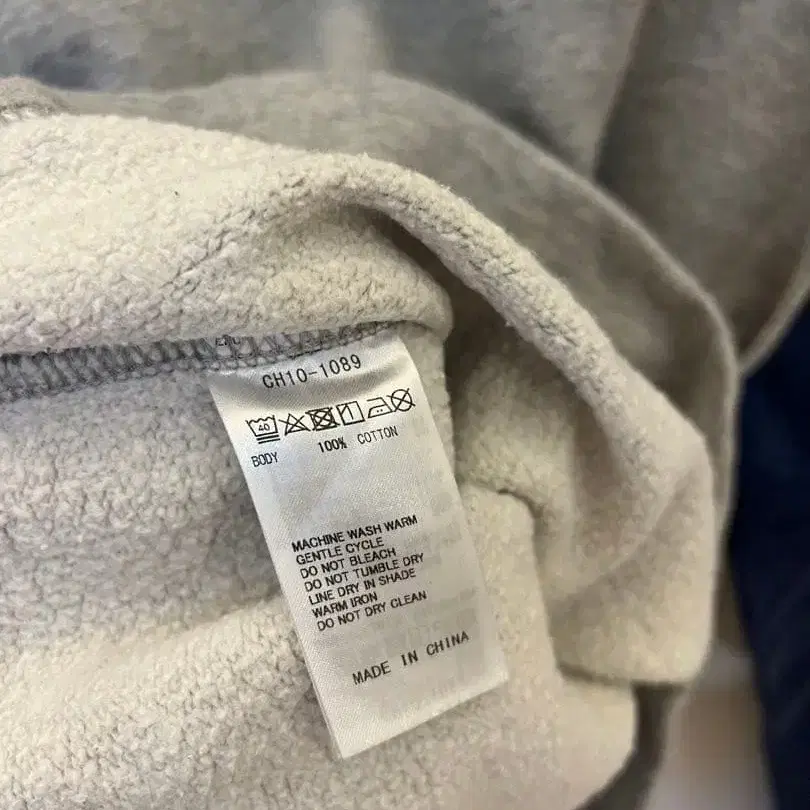 CH10-1089
40
BODY 100% COTTON
MACHINE WASH WARM
GENTLE CYCLE
DO NOT BLEACH
DO NOT TUMBLE DRY
LINE DRY IN SHADE
WARM IRON
DO NOT DRY CLEAN
MADE IN CHINA